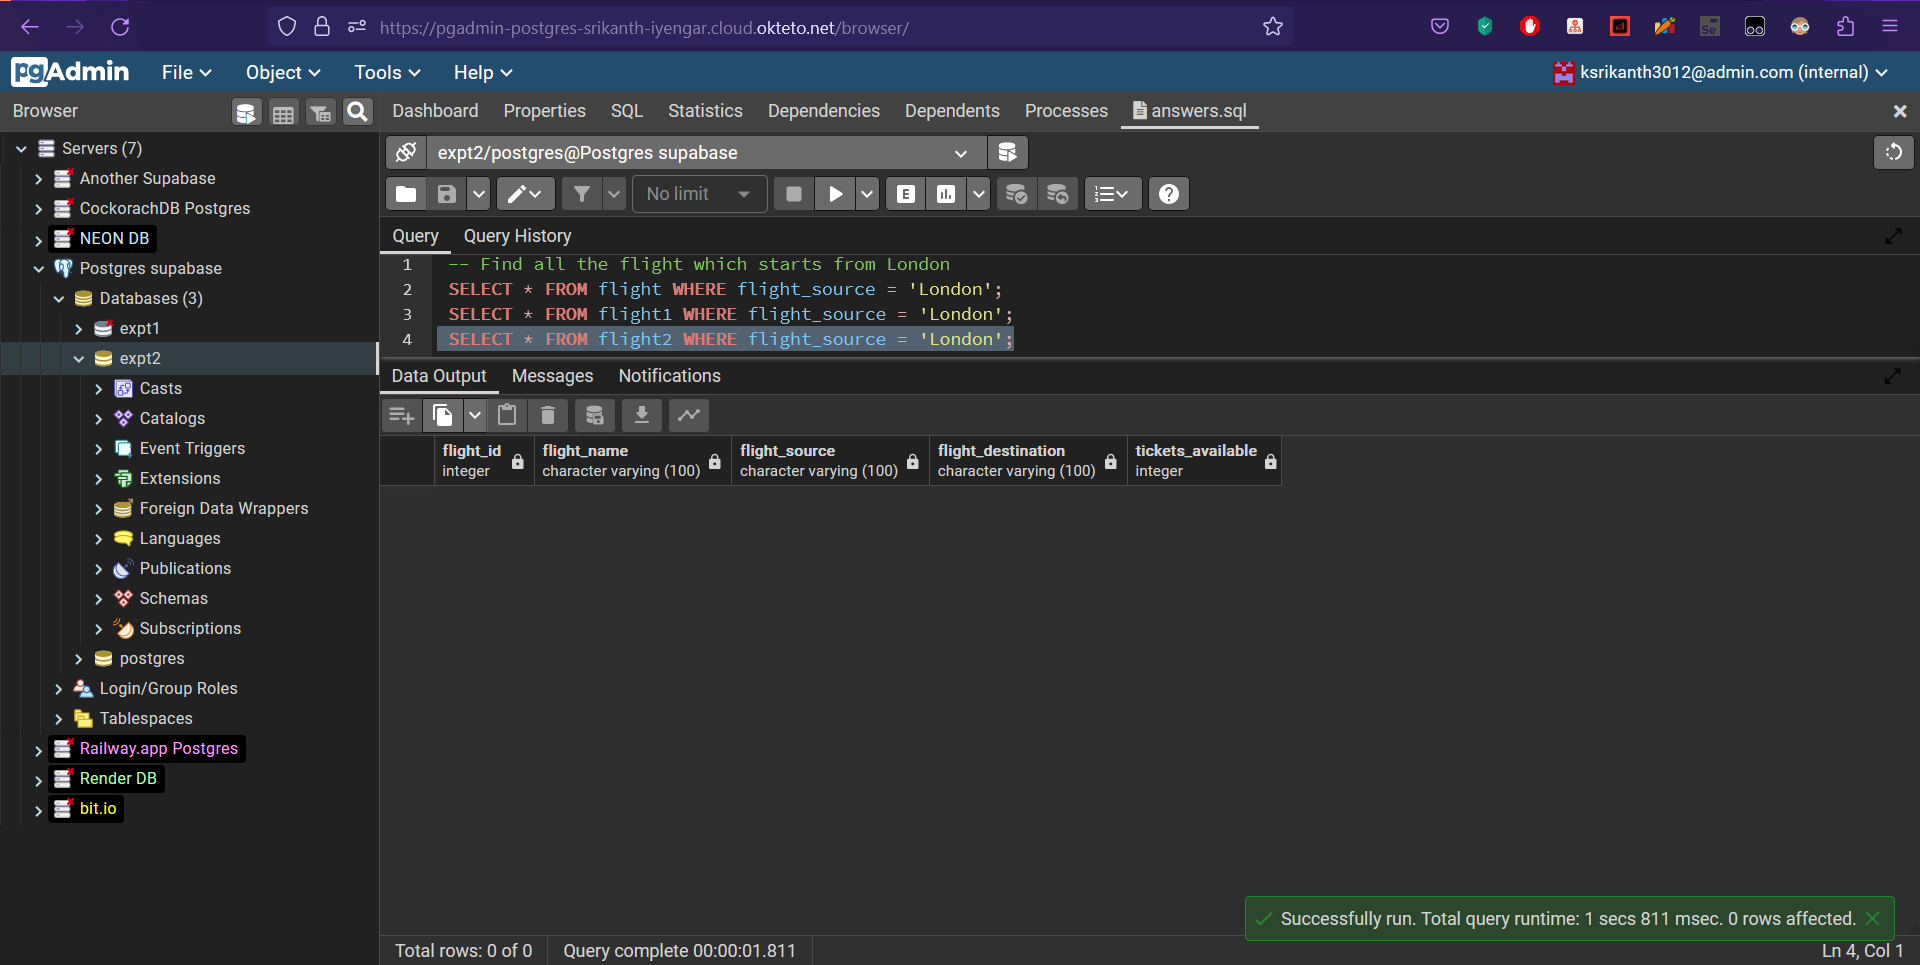 https://pgadmin-postgres-srikanth-iyengar.cloud.okteto.net/browser/
pgAdmin File Object Tools Help ksrikanth3012@admin.com (internal)
Browser Dashboard Properties SQL Statistics Dependencies Dependents Processes answers.sql
Servers (7)
Another Supabase
CockorachDB Postgres
NEON DB
Postgres supabase
Databases (3)
expt1
expt2
Casts
Catalogs
Event Triggers
Extensions
Foreign Data Wrappers
Languages
Publications
Schemas
Subscriptions
postgres
Login/Group Roles
Tablespaces
Railway.app Postgres
Render DB
bit.io
expt2/postgres@Postgres supabase
No limit E
Query Query History
1 -- Find all the flight which starts from London
2 SELECT * FROM flight WHERE flight_source = 'London';
3 SELECT * FROM flight1 WHERE flight_source = 'London';
4 SELECT * FROM flight2 WHERE flight_source = 'London';
Data Output Messages Notifications
flight_id flight_name flight_source flight_destination tickets_available
integer character varying (100) character varying (100) character varying (100) integer
Successfully run. Total query runtime: 1 secs 811 msec. 0 rows affected.
Total rows: 0 of 0 Query complete 00:00:01.811 Ln 4, Col 1